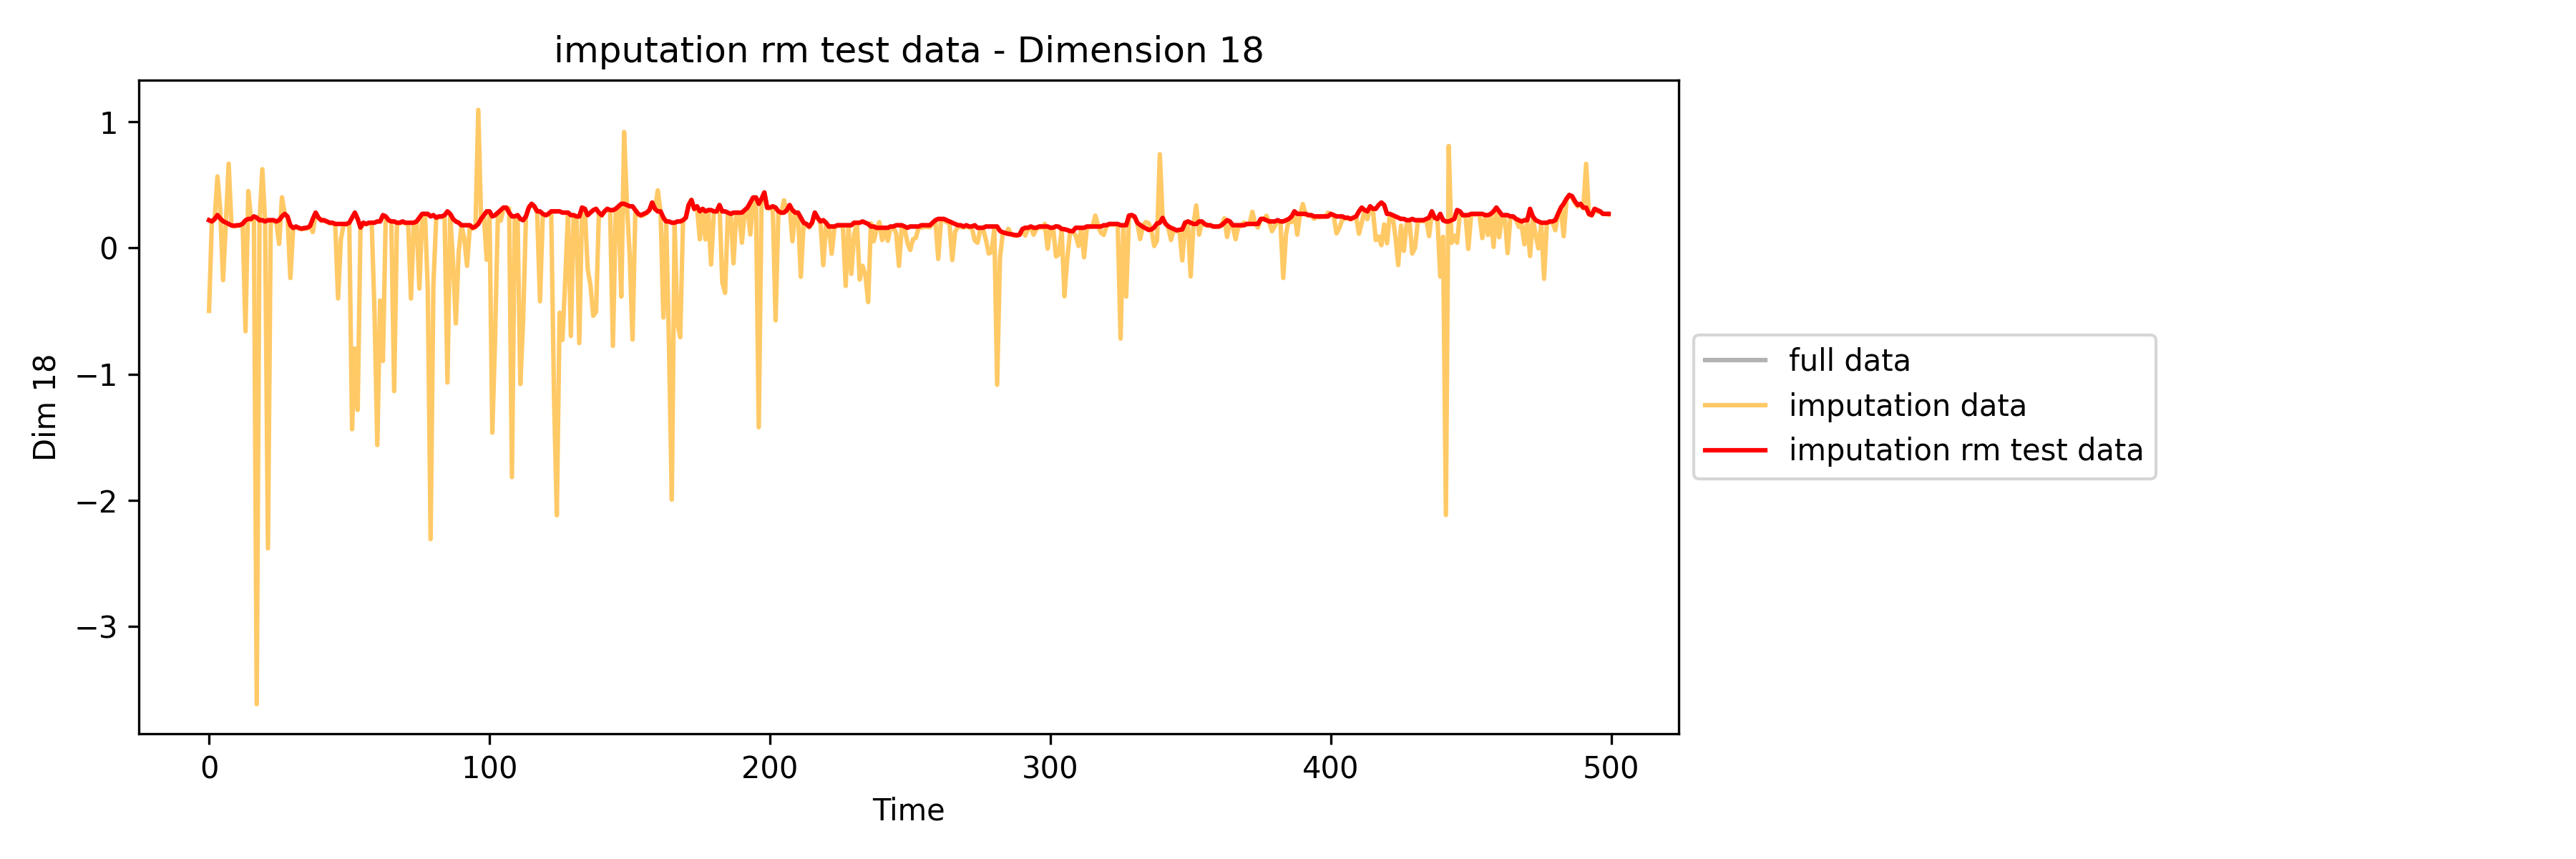 imputation rm test data - Dimension 18
1
0
−1
−2
−3
Dim 18
0 100 200 300 400 500
Time
full data
imputation data
imputation rm test data